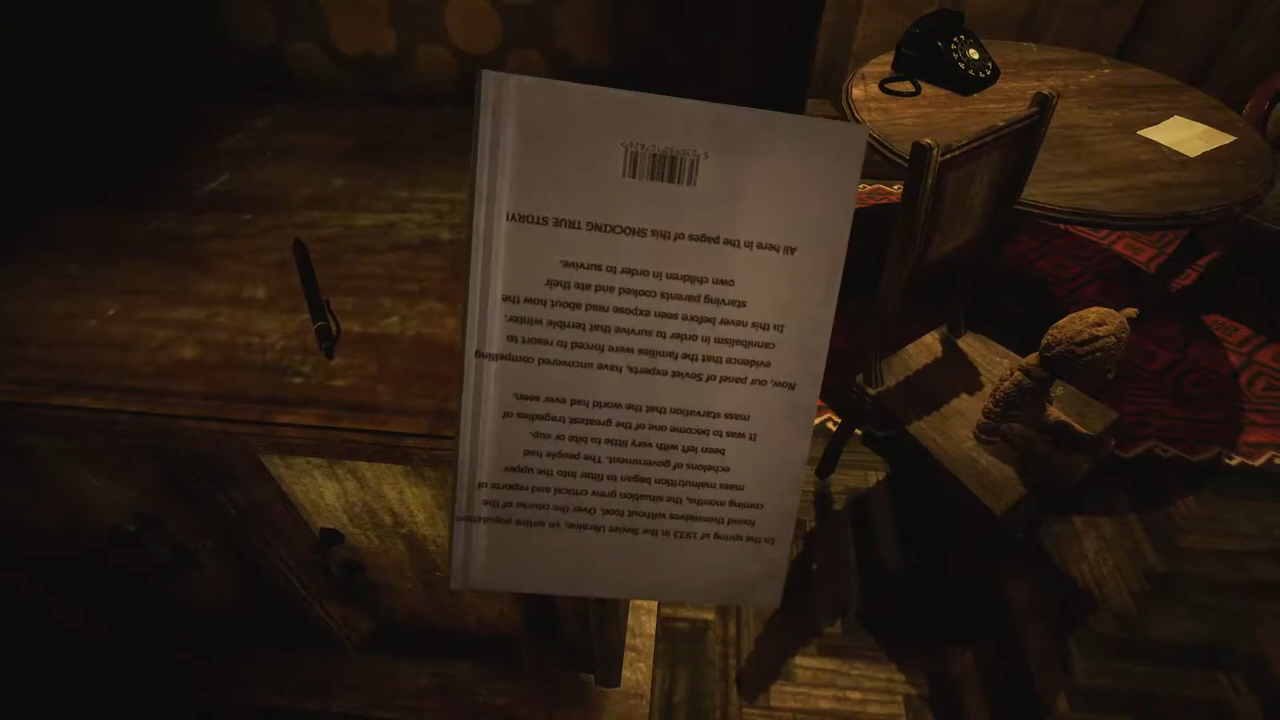 In the spring of 1933 in the Soviet Ukraine, an entire population
found themselves without food. Over the course of the
coming months, the situation grew critical and reports of
mass malnutrition began to filter into the upper
echelons of government. The people had
been left with very little to bite or sup.
It was to become one of the greatest tragedies of
mass starvation that the world had ever seen.
Now, our panel of Soviet experts, have uncovered compelling
evidence that the families were forced to resort to
cannibalism in order to survive that terrible winter.
In this never before seen expose read about how the
starving parents cooked and ate their
own children in order to survive.
All here in the pages of this SHOCKING TRUE STORY!